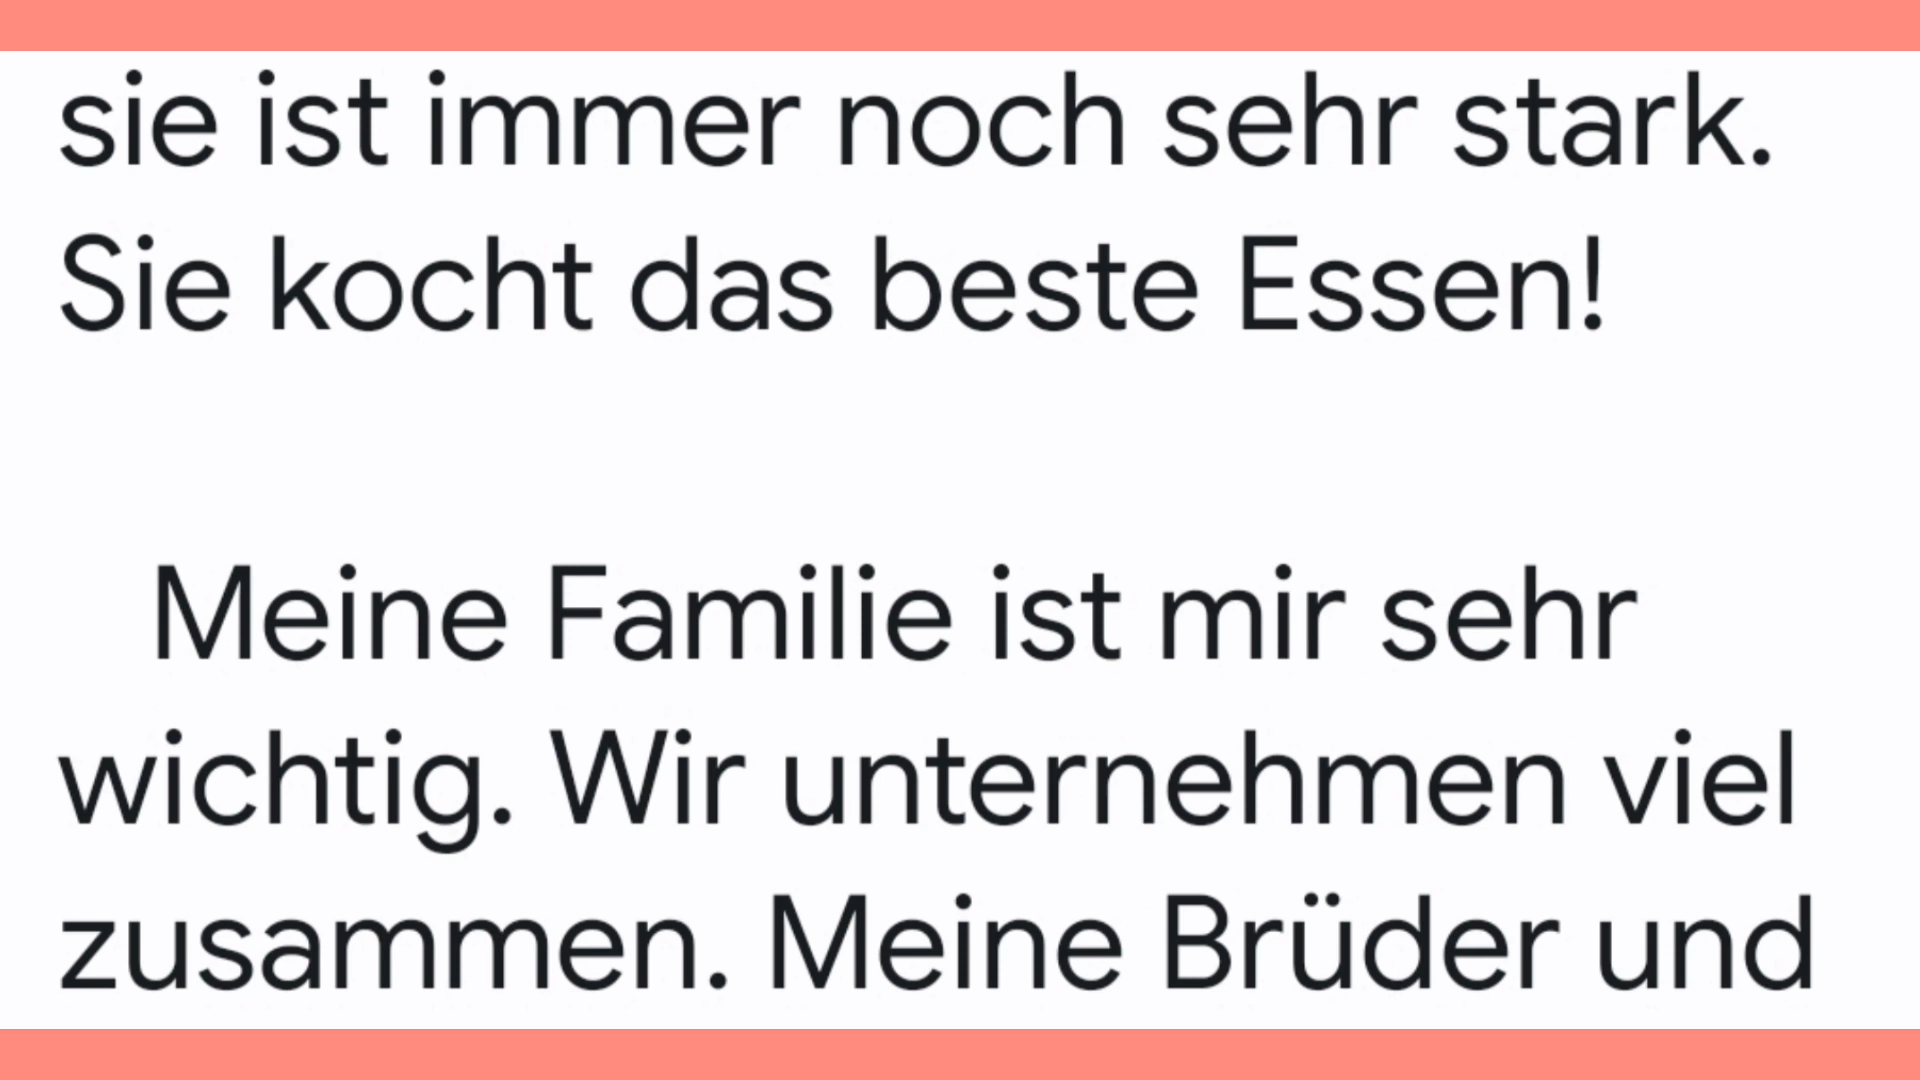 sie ist immer noch sehr stark.
Sie kocht das beste Essen!
Meine Familie ist mir sehr
wichtig. Wir unternehmen viel
zusammen. Meine Brüder und